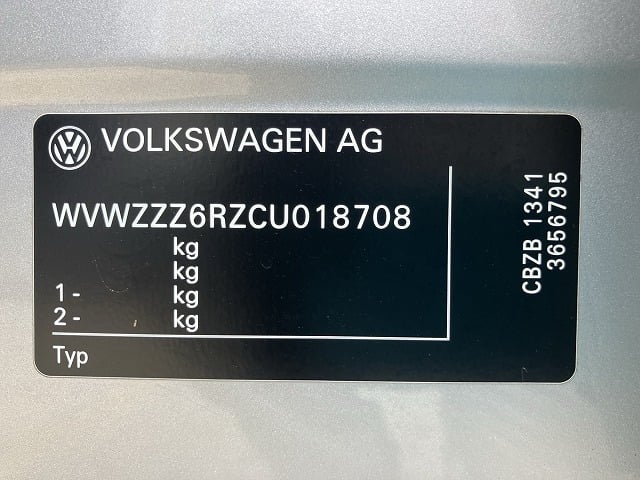 VOLKSWAGEN AG
WVWZZZ6RZCU018708
kg
kg
1- kg
2- kg
Typ
CBZB 1341
3656795